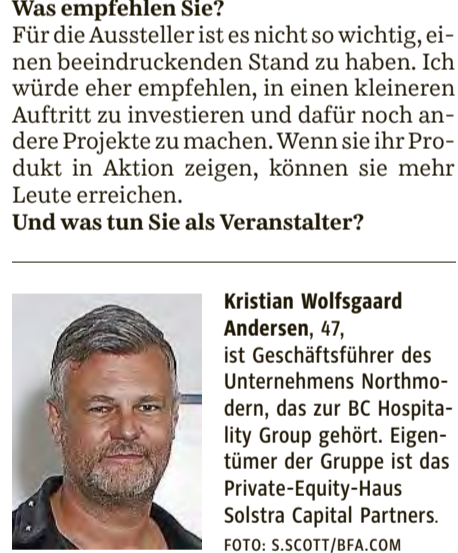 Was empfehlen Sie?
Für die Aussteller ist es nicht so wichtig, ei-
nen beeindruckenden Stand zu haben. Ich
würde eher empfehlen, in einen kleineren
Auftritt zu investieren und dafür noch an-
dere Projekte zu machen. Wenn sie ihr Pro-
dukt in Aktion zeigen, können sie mehr
Leute erreichen.
Und was tun Sie als Veranstalter?
Kristian Wolfsgaard
Andersen, 47,
ist Geschäftsführer des
Unternehmens Northmo-
dern, das zur BC Hospita-
lity Group gehört. Eigen-
tümer der Gruppe ist das
Private-Equity-Haus
Solstra Capital Partners.
FOTO: S.SCOTT/BFA.COM